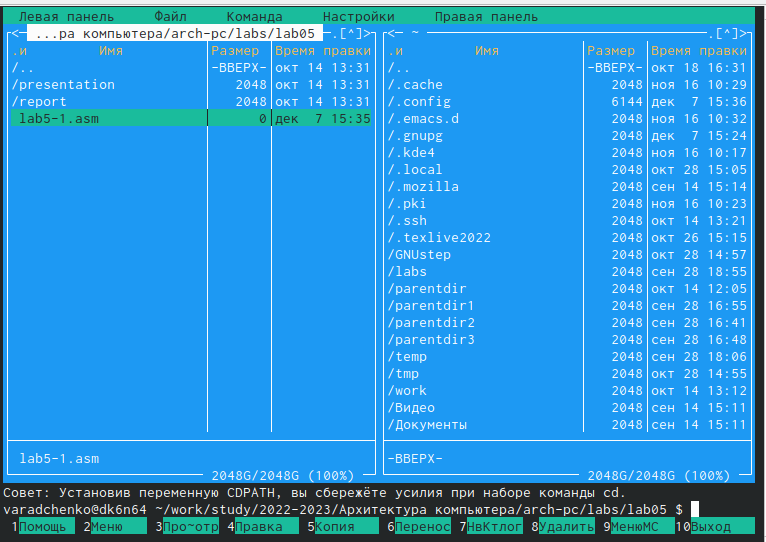 Левая панель Файл Команда Настройки Правая панель
<─ ...ра компьютера/arch-pc/labs/lab05 ─.[^]> <─ ~ ─.[^]>
.и Имя Размер Время правки .и Имя Размер Время правки
/.. -ВВЕРХ- окт 14 13:31 /.. -ВВЕРХ- окт 18 16:31
/presentation 2048 окт 14 13:31 /.cache 2048 ноя 16 10:29
/report 2048 окт 14 13:31 /.config 6144 дек 7 15:36
lab5-1.asm 0 дек 7 15:35 /.emacs.d 2048 ноя 16 10:32
/.gnupg 2048 дек 7 15:24
/.kde4 2048 ноя 16 10:17
/.local 2048 окт 28 15:05
/.mozilla 2048 сен 14 15:14
/.pki 2048 ноя 16 10:23
/.ssh 2048 окт 14 13:21
/.texlive2022 2048 окт 26 15:15
/GNUstep 2048 окт 28 14:57
/labs 2048 сен 28 18:55
/parentdir 2048 окт 14 12:05
/parentdir1 2048 сен 28 16:55
/parentdir2 2048 сен 28 16:41
/parentdir3 2048 сен 28 16:48
/temp 2048 сен 28 18:06
/tmp 2048 окт 28 14:55
/work 2048 окт 14 13:12
/Видео 2048 сен 14 15:11
/Документы 2048 сен 14 15:11
lab5-1.asm -ВВЕРХ-
2048G/2048G (100%) 2048G/2048G (100%)
Совет: Установив переменную CDPATH, вы сбережёте усилия при наборе команды cd.
varadchenko@dk6n64 ~/work/study/2022-2023/Архитектура компьютера/arch-pc/labs/lab05 $
1Помощь 2Меню 3Про~отр 4Правка 5Копия 6Перенос 7НвКтлог 8Удалить 9МенюМС 10Выход